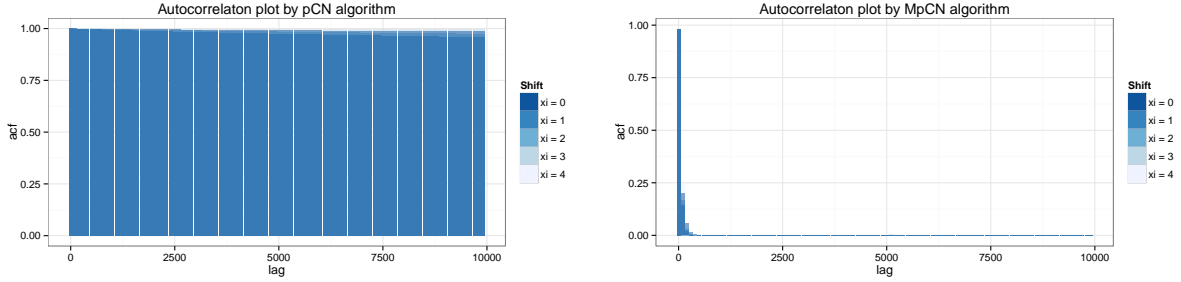 Autocorrelaton plot by pCN algorithm
1.00
0.75
0.50
0.25
0.00
acf
0
2500
5000
7500
10000
lag
Shift
xi = 0
xi = 1
xi = 2
xi = 3
xi = 4
Autocorrelaton plot by MpCN algorithm
1.00
0.75
0.50
0.25
0.00
acf
0
2500
5000
7500
10000
lag
Shift
xi = 0
xi = 1
xi = 2
xi = 3
xi = 4